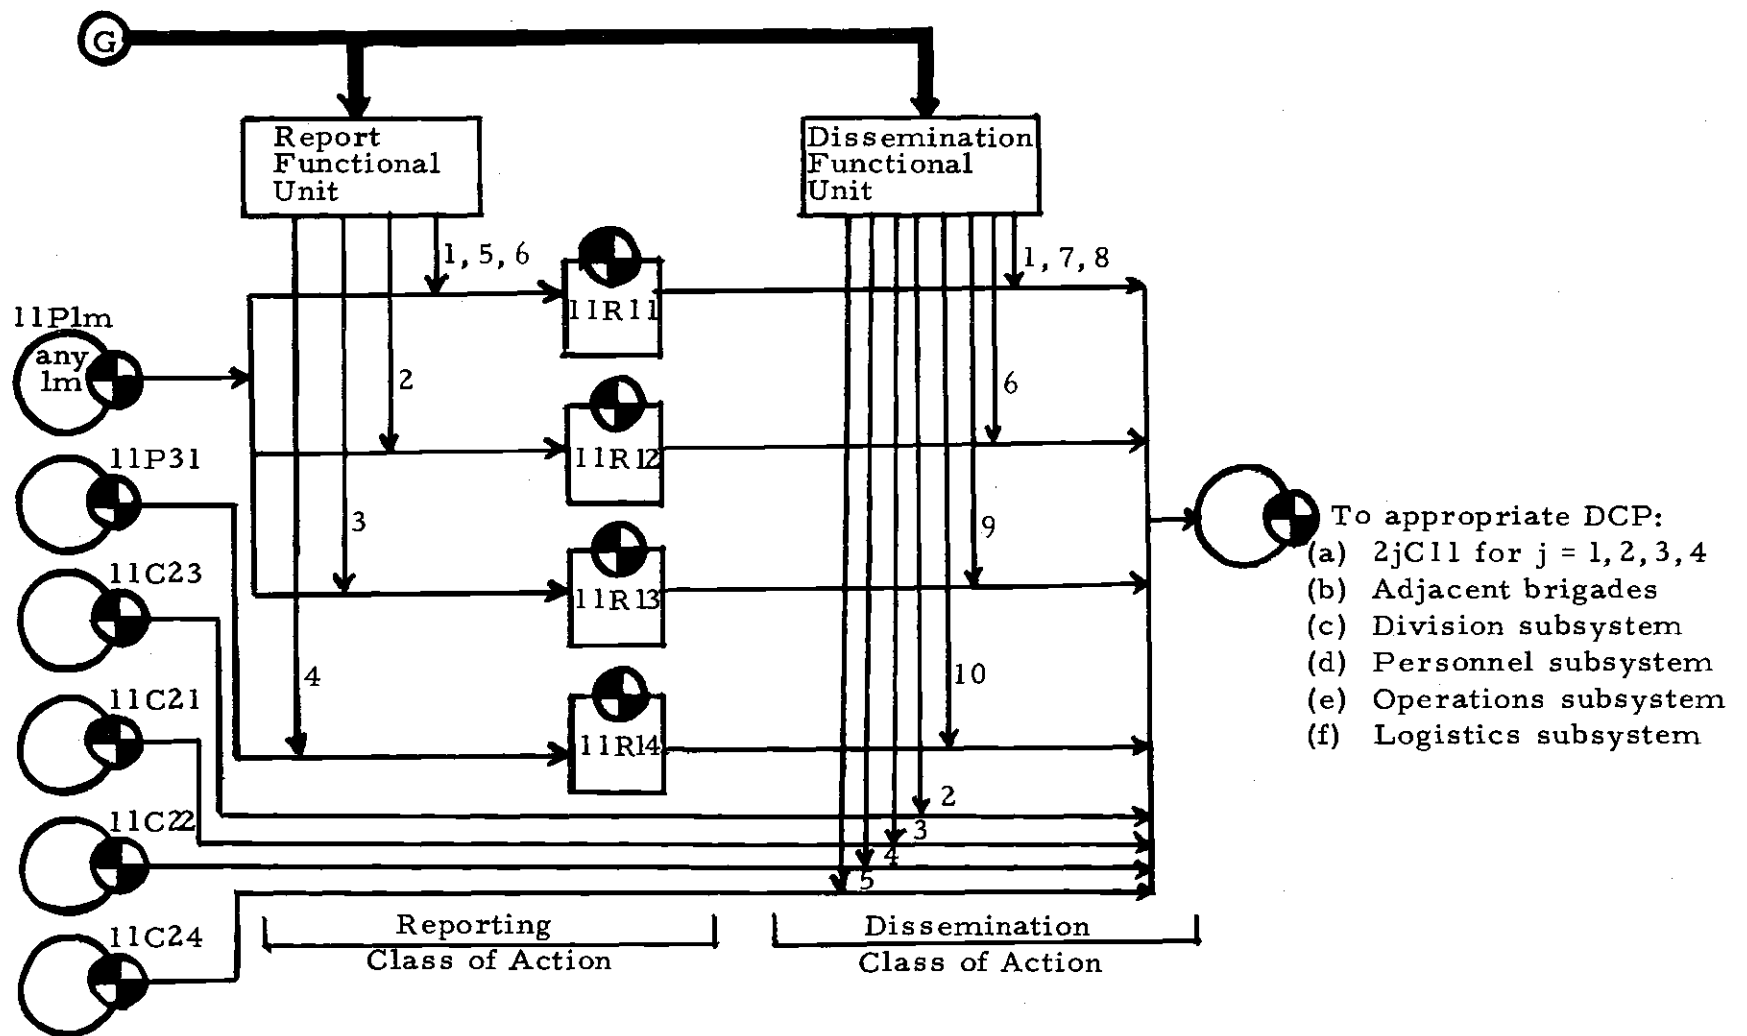 G
Report
Functional
Unit
Dissemination
Functional
Unit
1, 5, 6
1, 7, 8
11R11
11P1m
any
1m
2
6
11R12
11P31
3
9
11R13
To appropriate DCP:
(a) 2jC11 for j = 1, 2, 3, 4
(b) Adjacent brigades
(c) Division subsystem
(d) Personnel subsystem
(e) Operations subsystem
(f) Logistics subsystem
11C23
4
10
11C21
11R14
2
11C22
3
4
5
11C24
Reporting
Class of Action
Dissemination
Class of Action